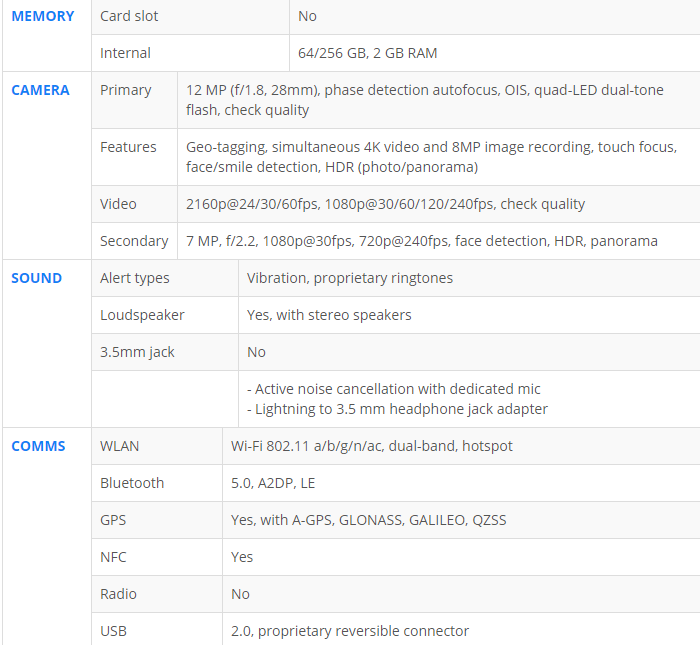 MEMORY Card slot No
Internal 64/256 GB, 2 GB RAM
CAMERA Primary 12 MP (f/1.8, 28mm), phase detection autofocus, OIS, quad-LED dual-tone
flash, check quality
Features Geo-tagging, simultaneous 4K video and 8MP image recording, touch focus,
face/smile detection, HDR (photo/panorama)
Video 2160p@24/30/60fps, 1080p@30/60/120/240fps, check quality
Secondary 7 MP, f/2.2, 1080p@30fps, 720p@240fps, face detection, HDR, panorama
SOUND Alert types Vibration, proprietary ringtones
Loudspeaker Yes, with stereo speakers
3.5mm jack No
- Active noise cancellation with dedicated mic
- Lightning to 3.5 mm headphone jack adapter
COMMS WLAN Wi-Fi 802.11 a/b/g/n/ac, dual-band, hotspot
Bluetooth 5.0, A2DP, LE
GPS Yes, with A-GPS, GLONASS, GALILEO, QZSS
NFC Yes
Radio No
USB 2.0, proprietary reversible connector